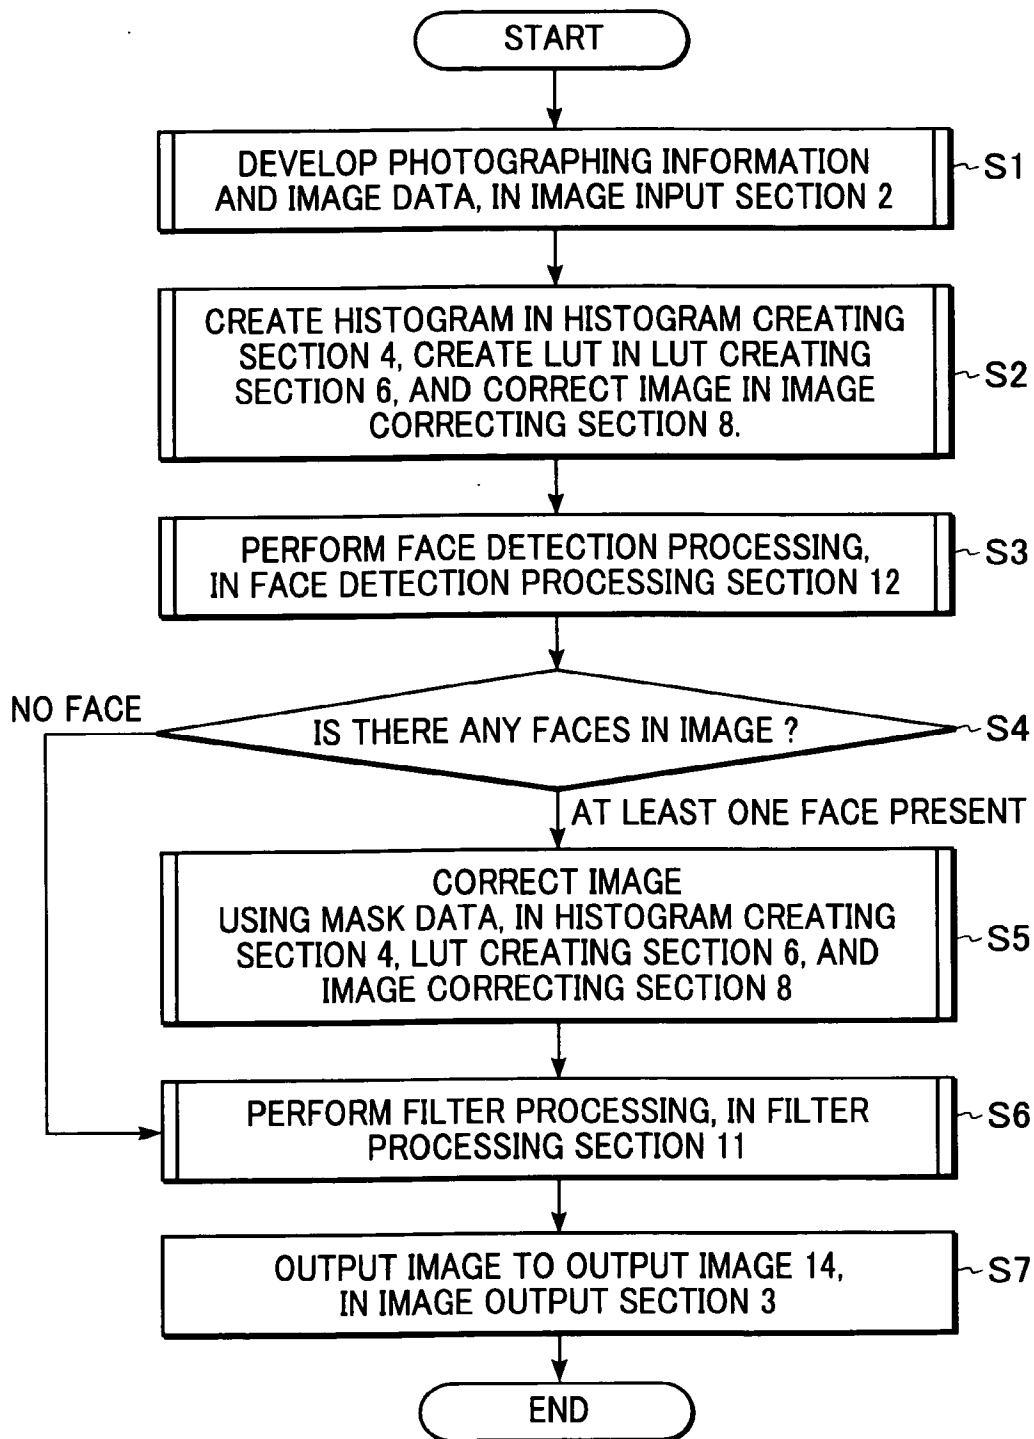 START
DEVELOP PHOTOGRAPHING INFORMATION
AND IMAGE DATA, IN IMAGE INPUT SECTION 2
S1
CREATE HISTOGRAM IN HISTOGRAM CREATING
SECTION 4, CREATE LUT IN LUT CREATING
SECTION 6, AND CORRECT IMAGE IN IMAGE
CORRECTING SECTION 8.
S2
PERFORM FACE DETECTION PROCESSING,
IN FACE DETECTION PROCESSING SECTION 12
S3
NO FACE
IS THERE ANY FACES IN IMAGE ?
S4
AT LEAST ONE FACE PRESENT
CORRECT IMAGE
USING MASK DATA, IN HISTOGRAM CREATING
SECTION 4, LUT CREATING SECTION 6, AND
IMAGE CORRECTING SECTION 8
S5
PERFORM FILTER PROCESSING, IN FILTER
PROCESSING SECTION 11
S6
OUTPUT IMAGE TO OUTPUT IMAGE 14,
IN IMAGE OUTPUT SECTION 3
S7
END